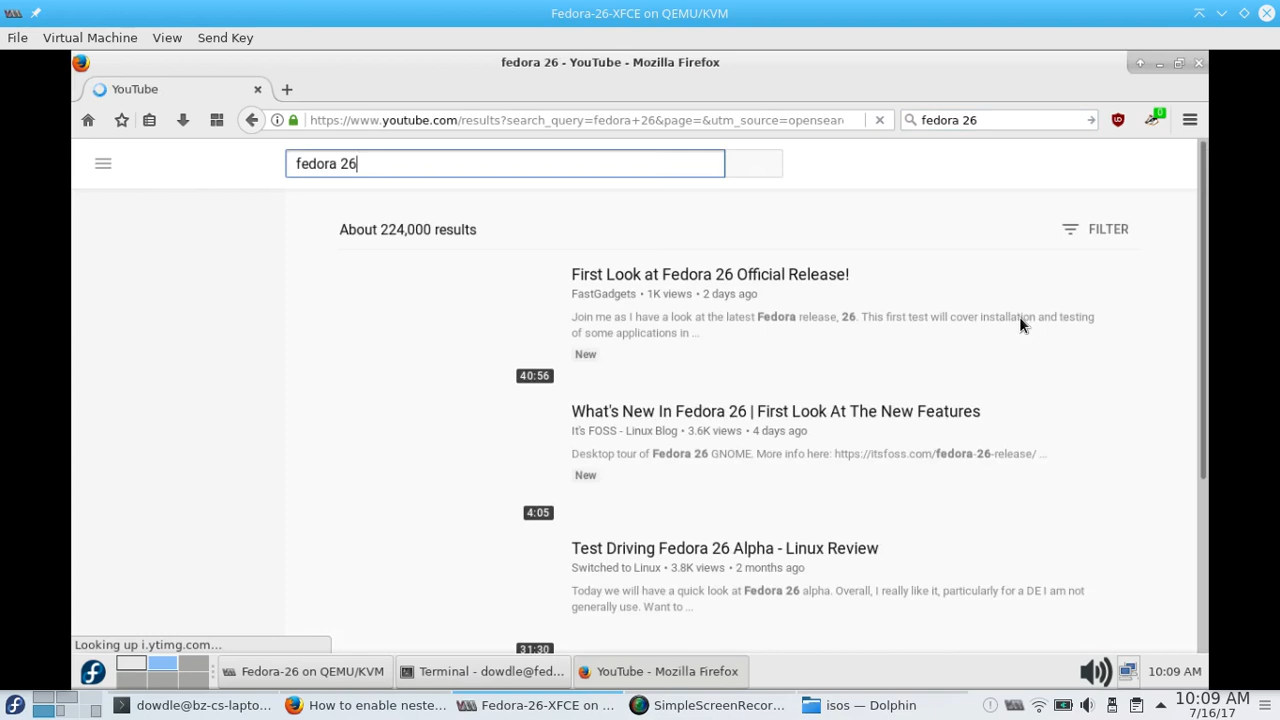 Fedora-26-XFCE on QEMU/KVM
File Virtual Machine View Send Key
fedora 26 - YouTube - Mozilla Firefox
YouTube
https://www.youtube.com/results?search_query=fedora+26&page=&utm_source=opensear
fedora 26
0
fedora 26
About 224,000 results
FILTER
First Look at Fedora 26 Official Release!
FastGadgets • 1K views • 2 days ago
Join me as I have a look at the latest Fedora release, 26. This first test will cover installation and testing
of some applications in ...
New
40:56
What's New In Fedora 26 | First Look At The New Features
It's FOSS - Linux Blog • 3.6K views • 4 days ago
Desktop tour of Fedora 26 GNOME. More info here: https://itsfoss.com/fedora-26-release/ ...
New
4:05
Test Driving Fedora 26 Alpha - Linux Review
Switched to Linux • 3.8K views • 2 months ago
Today we will have a quick look at Fedora 26 alpha. Overall, I really like it, particularly for a DE I am not
generally use. Want to ...
31:30
Looking up i.ytimg.com...
Fedora-26 on QEMU/KVM
Terminal - dowdle@fed...
YouTube - Mozilla Firefox
10:09 AM
dowdle@bz-cs-lapto...
How to enable neste...
Fedora-26-XFCE on ...
SimpleScreenRecor...
isos — Dolphin
10:09 AM
7/16/17